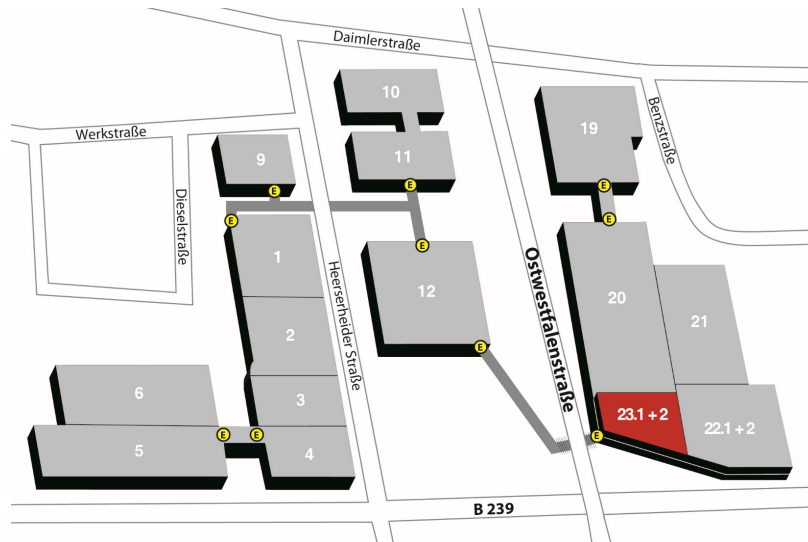 Daimlerstraße
10
19
Benzstraße
Werkstraße
9
11
E
E
E
Dieselstraße
E
E
E
1
Heerserheider Straße
12
Ostwestfalenstraße
20
21
2
E
6
3
23.1 + 2
22.1 + 2
5
E
E
4
E
B 239